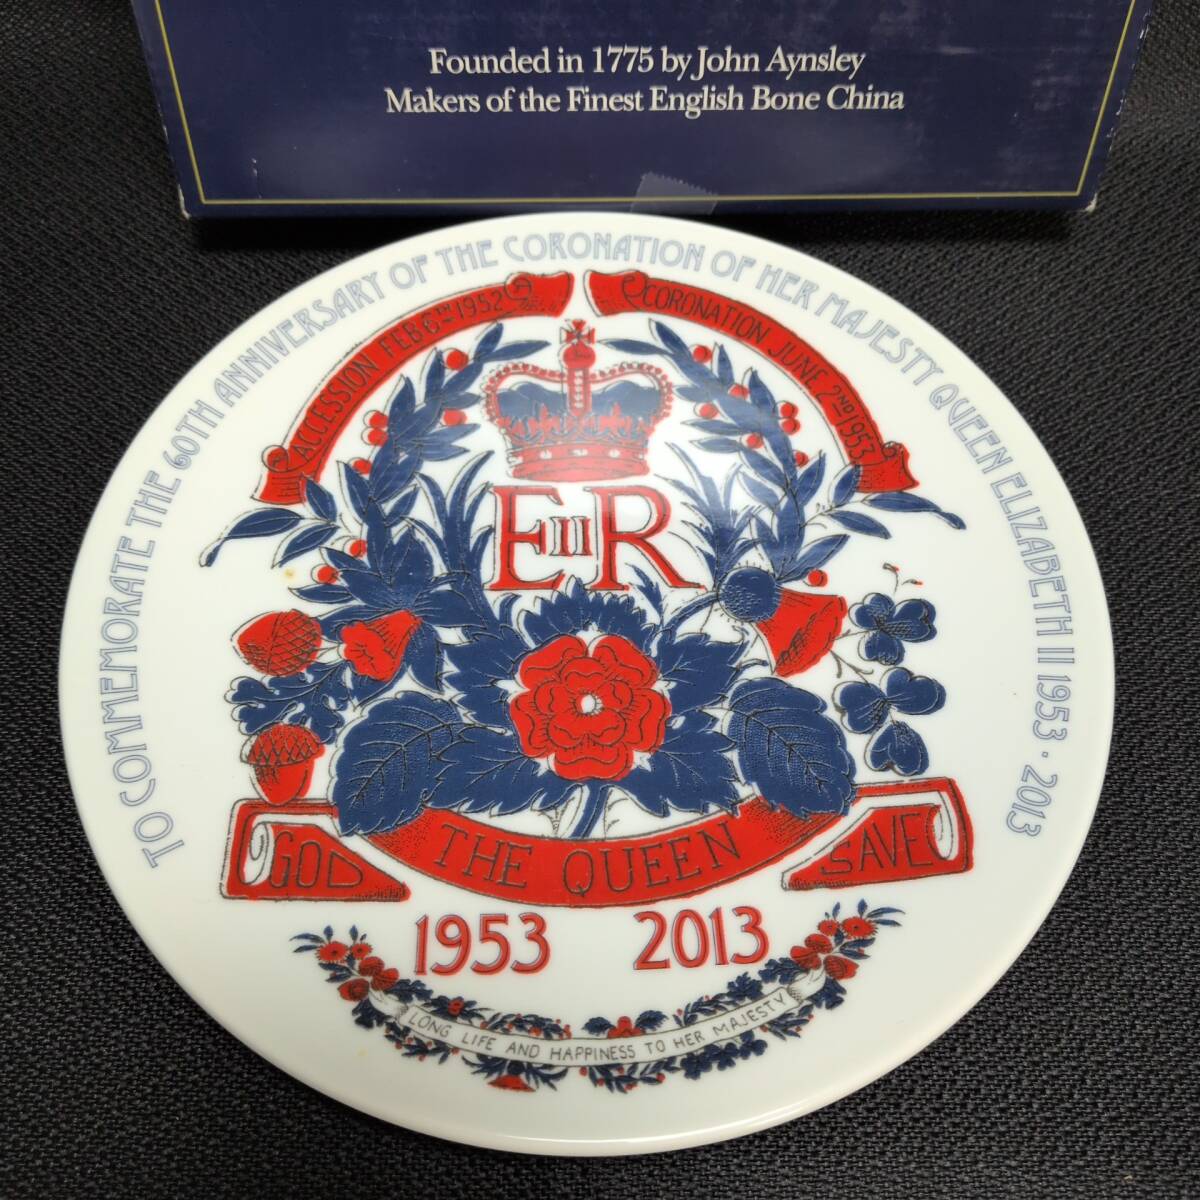 Founded in 1775 by John Aynsley
Makers of the Finest English Bone China
TO COMMEMORATE THE 60TH ANNIVERSARY OF THE CORONATION OF HER MAJESTY QUEEN ELIZABETH II 1953 · 2013
ACCESSION FEB 6TH 1952
CORONATION JUNE 2ND 1953
EIIR
GOD
SAVE
THE QUEEN
1953 2013
LONG LIFE AND HAPPINESS TO HER MAJESTY